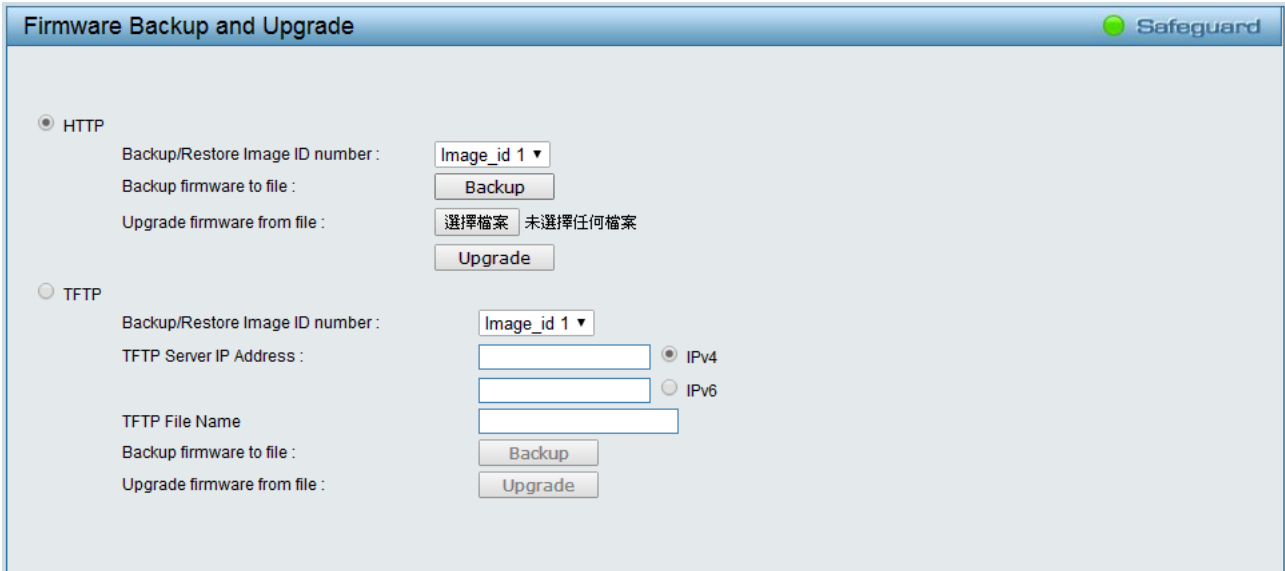 Firmware Backup and Upgrade Safeguard
HTTP
Backup/Restore Image ID number : Image_id 1
Backup firmware to file : Backup
Upgrade firmware from file : 選擇檔案 未選擇任何檔案
Upgrade
TFTP
Backup/Restore Image ID number : Image_id 1
TFTP Server IP Address : IPv4
IPv6
TFTP File Name
Backup firmware to file : Backup
Upgrade firmware from file : Upgrade